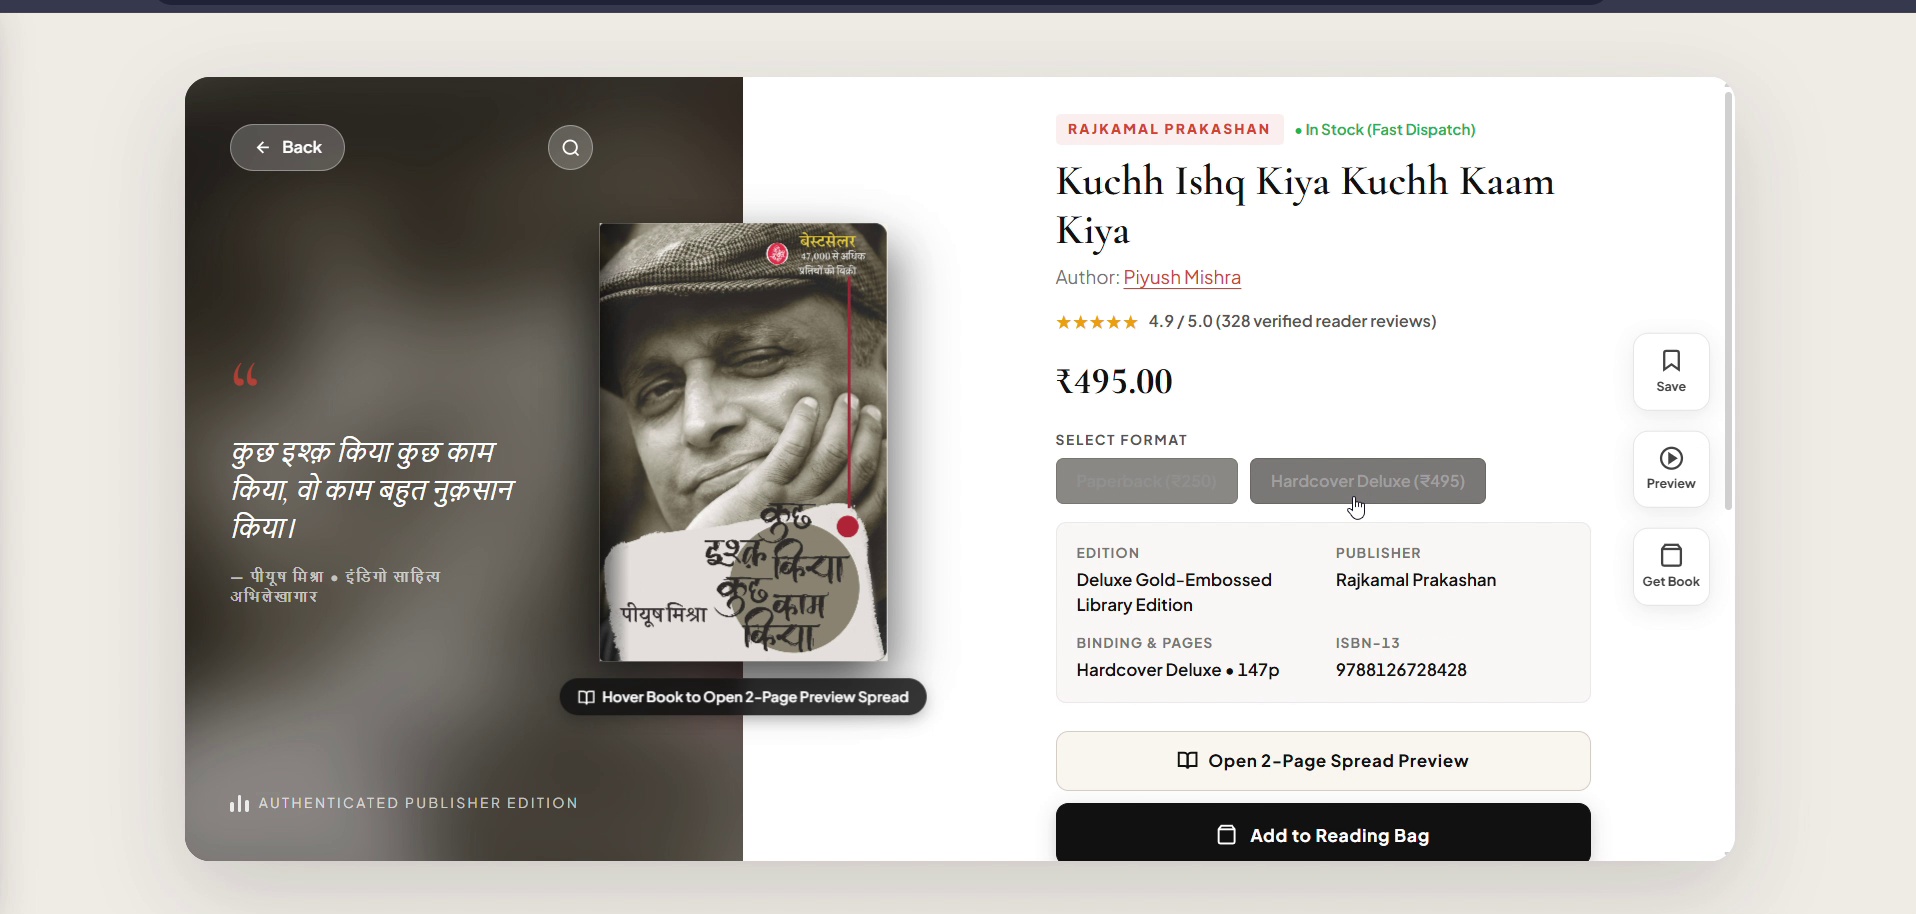 Back
“
कुछ इश्क़ किया कुछ काम
किया, वो काम बहुत नुक़सान
किया।
— पीयूष मिश्रा • इंडिगो साहित्य
अभिलेखागार
AUTHENTICATED PUBLISHER EDITION
बेस्टसेलर
47,000 से अधिक
प्रतियों की बिक्री
कुछ
इश्क़ किया
कुछ काम
किया
पीयूष मिश्रा
Hover Book to Open 2-Page Preview Spread
RAJKAMAL PRAKASHAN
• In Stock (Fast Dispatch)
Kuchh Ishq Kiya Kuchh Kaam
Kiya
Author: Piyush Mishra
★★★★★ 4.9 / 5.0 (328 verified reader reviews)
₹495.00
SELECT FORMAT
Paperback (₹250)
Hardcover Deluxe (₹495)
EDITION
Deluxe Gold-Embossed
Library Edition
PUBLISHER
Rajkamal Prakashan
BINDING & PAGES
Hardcover Deluxe • 147p
ISBN-13
9788126728428
Open 2-Page Spread Preview
Add to Reading Bag
Save
Preview
Get Book